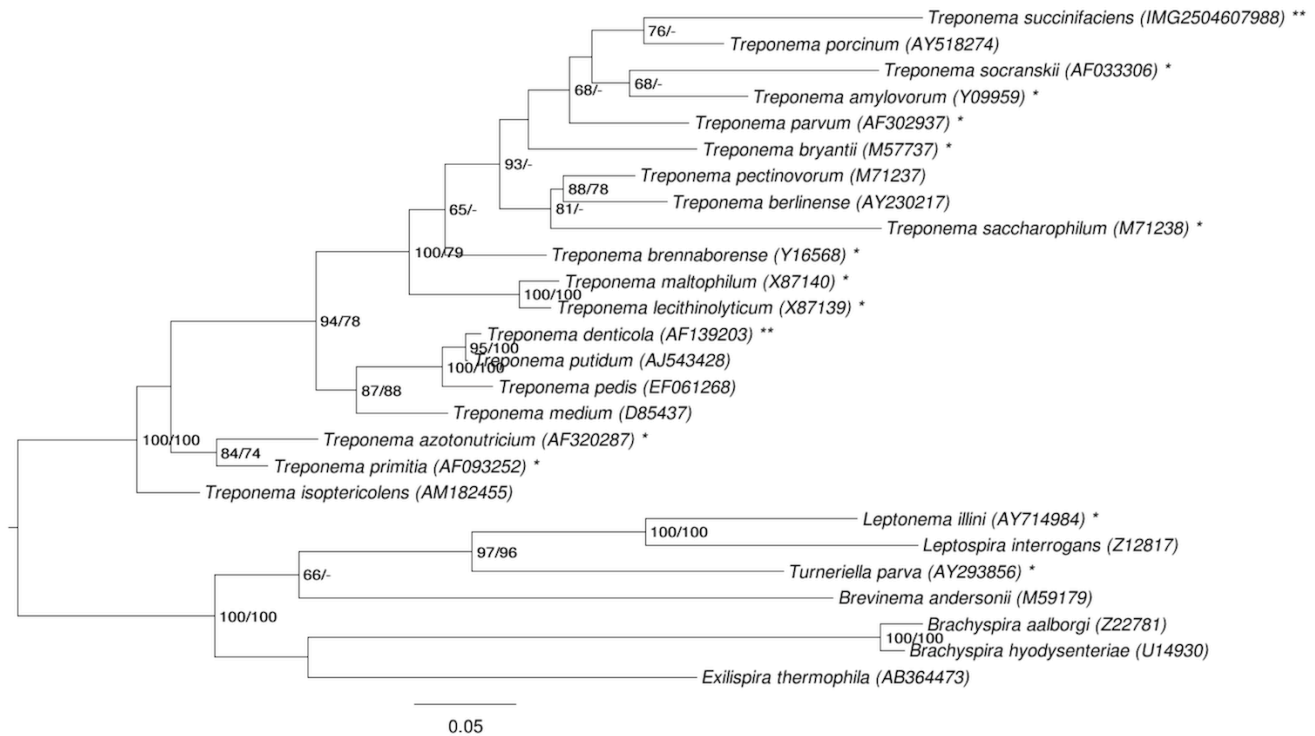 Treponema succinifaciens (IMG2504607988) **
76/-
Treponema porcinum (AY518274)
Treponema socranskii (AF033306) *
68/-
68/-
Treponema amylovorum (Y09959) *
Treponema parvum (AF302937) *
Treponema bryantii (M57737) *
93/-
Treponema pectinovorum (M71237)
88/78
Treponema berlinense (AY230217)
65/-
81/-
Treponema saccharophilum (M71238) *
100/79
Treponema brennaborense (Y16568) *
Treponema maltophilum (X87140) *
100/100
Treponema lecithinolyticum (X87139) *
94/78
Treponema denticola (AF139203) **
95/100
Treponema putidum (AJ543428)
100/100
Treponema pedis (EF061268)
87/88
Treponema medium (D85437)
100/100
Treponema azotonutricium (AF320287) *
84/74
Treponema primitia (AF093252) *
Treponema isoptericolens (AM182455)
Leptonema illini (AY714984) *
100/100
Leptospira interrogans (Z12817)
97/96
Turneriella parva (AY293856) *
66/-
Brevinema andersonii (M59179)
100/100
Brachyspira aalborgi (Z22781)
100/100
Brachyspira hyodysenteriae (U14930)
Exilispira thermophila (AB364473)
0.05